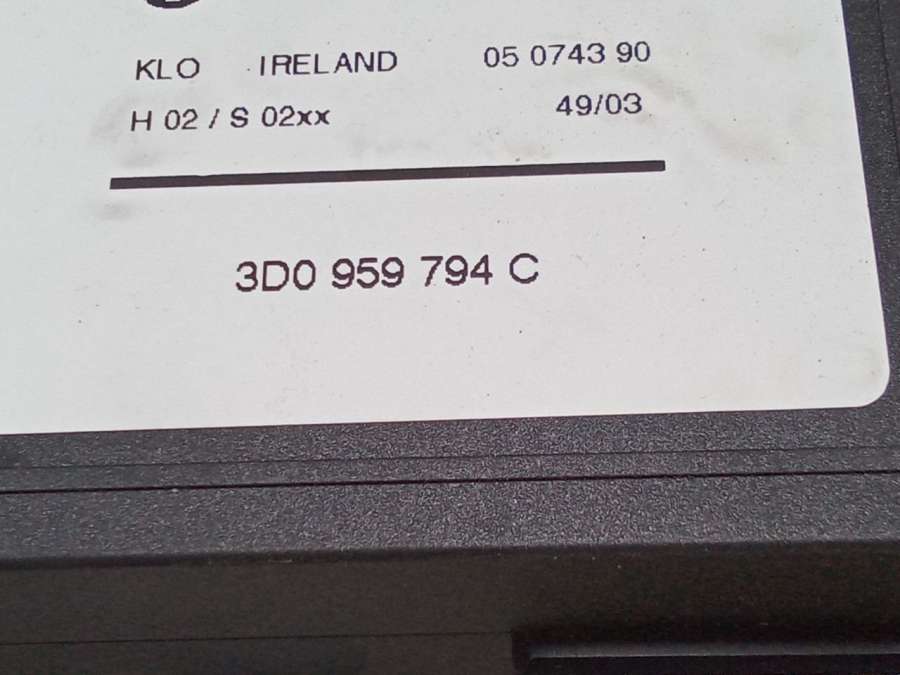 KLO IRELAND 05 0743 90
H 02 / S 02xx 49/03
3D0 959 794 C